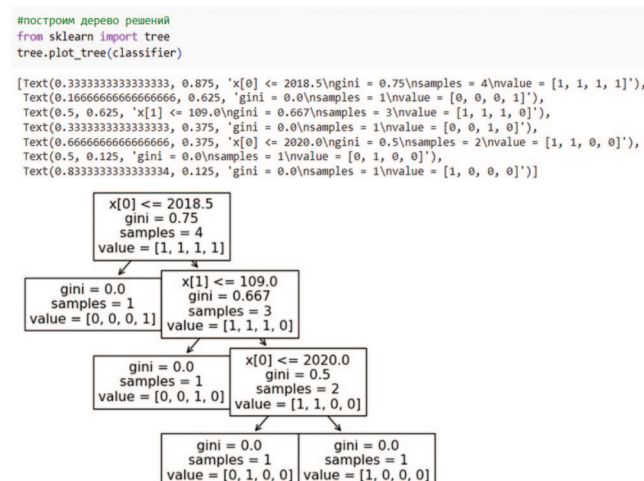 #построим дерево решений
from sklearn import tree
tree.plot_tree(classifier)
[Text(0.3333333333333333, 0.875, 'x[0] <= 2018.5\ngini = 0.75\nsamples = 4\nvalue = [1, 1, 1, 1]'),
Text(0.16666666666666666, 0.625, 'gini = 0.0\nsamples = 1\nvalue = [0, 0, 0, 1]'),
Text(0.5, 0.625, 'x[1] <= 109.0\ngini = 0.667\nsamples = 3\nvalue = [1, 1, 1, 0]'),
Text(0.3333333333333333, 0.375, 'gini = 0.0\nsamples = 1\nvalue = [0, 0, 1, 0]'),
Text(0.6666666666666666, 0.375, 'x[0] <= 2020.0\ngini = 0.5\nsamples = 2\nvalue = [1, 1, 0, 0]'),
Text(0.5, 0.125, 'gini = 0.0\nsamples = 1\nvalue = [0, 1, 0, 0]'),
Text(0.8333333333333334, 0.125, 'gini = 0.0\nsamples = 1\nvalue = [1, 0, 0, 0]')]
x[0] <= 2018.5
gini = 0.75
samples = 4
value = [1, 1, 1, 1]
gini = 0.0
samples = 1
value = [0, 0, 0, 1]
x[1] <= 109.0
gini = 0.667
samples = 3
value = [1, 1, 1, 0]
gini = 0.0
samples = 1
value = [0, 0, 1, 0]
x[0] <= 2020.0
gini = 0.5
samples = 2
value = [1, 1, 0, 0]
gini = 0.0
samples = 1
value = [0, 1, 0, 0]
gini = 0.0
samples = 1
value = [1, 0, 0, 0]